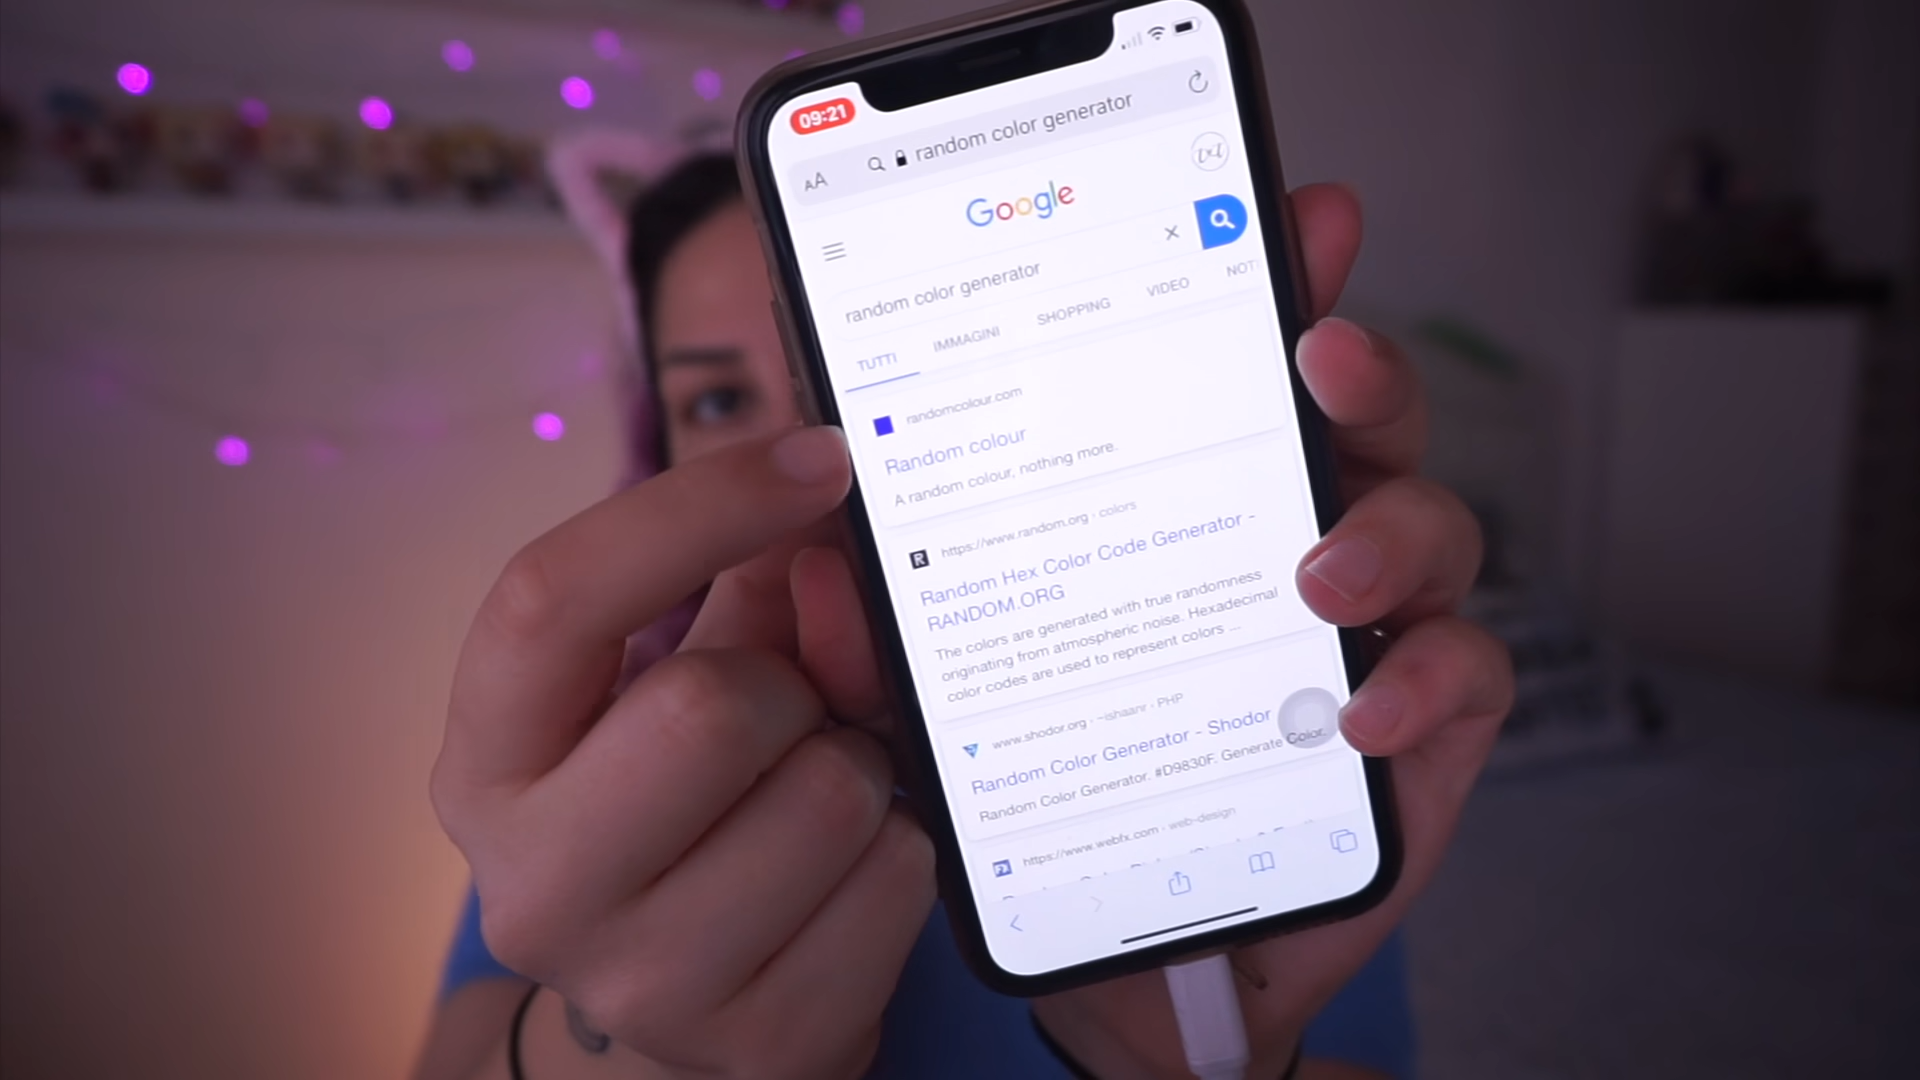 09:21
AA random color generator
Google
random color generator
TUTTI IMMAGINI SHOPPING VIDEO NOT
randomcolour.com
Random colour
A random colour, nothing more.
R https://www.random.org › colors
Random Hex Color Code Generator -
RANDOM.ORG
The colors are generated with true randomness
originating from atmospheric noise. Hexadecimal
color codes are used to represent colors ...
www.shodor.org › ~ishaanr › PHP
Random Color Generator - Shodor
Random Color Generator. #D9830F. Generate Color.
FX https://www.webfx.com › web-design